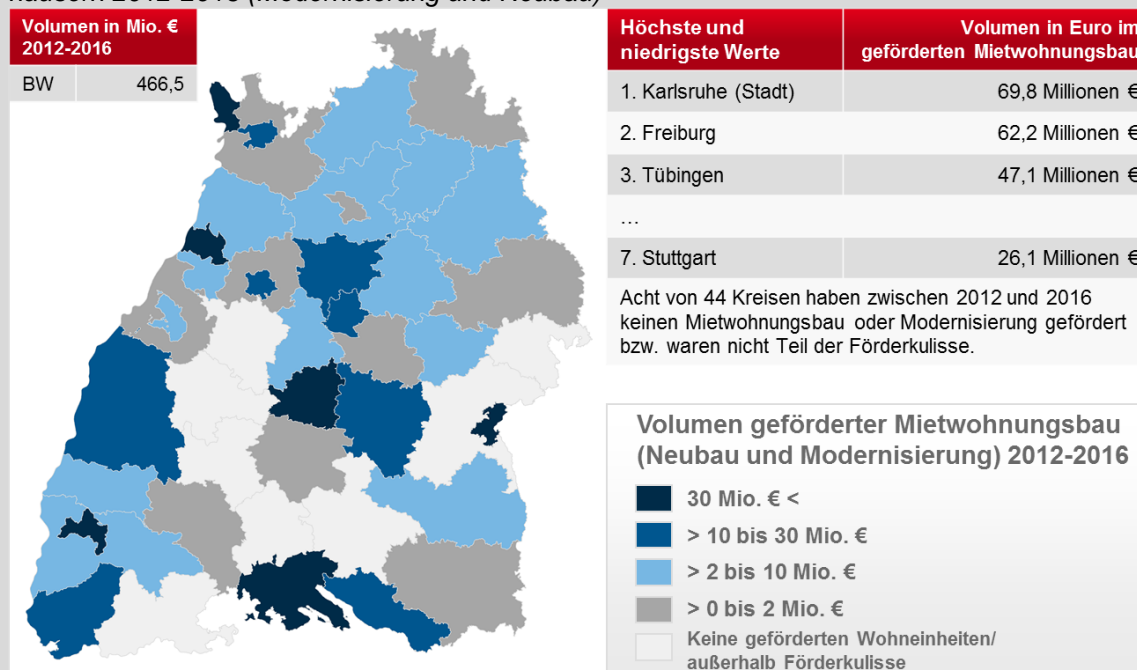 Volumen in Mio. €
2012-2016
BW 466,5
Höchste und
niedrigste Werte
Volumen in Euro im
geförderten Mietwohnungsbau
1. Karlsruhe (Stadt) 69,8 Millionen €
2. Freiburg 62,2 Millionen €
3. Tübingen 47,1 Millionen €
...
7. Stuttgart 26,1 Millionen €
Acht von 44 Kreisen haben zwischen 2012 und 2016
keinen Mietwohnungsbau oder Modernisierung gefördert
bzw. waren nicht Teil der Förderkulisse.
Volumen geförderter Mietwohnungsbau
(Neubau und Modernisierung) 2012-2016
30 Mio. € <
> 10 bis 30 Mio. €
> 2 bis 10 Mio. €
> 0 bis 2 Mio. €
Keine geförderten Wohneinheiten/
außerhalb Förderkulisse